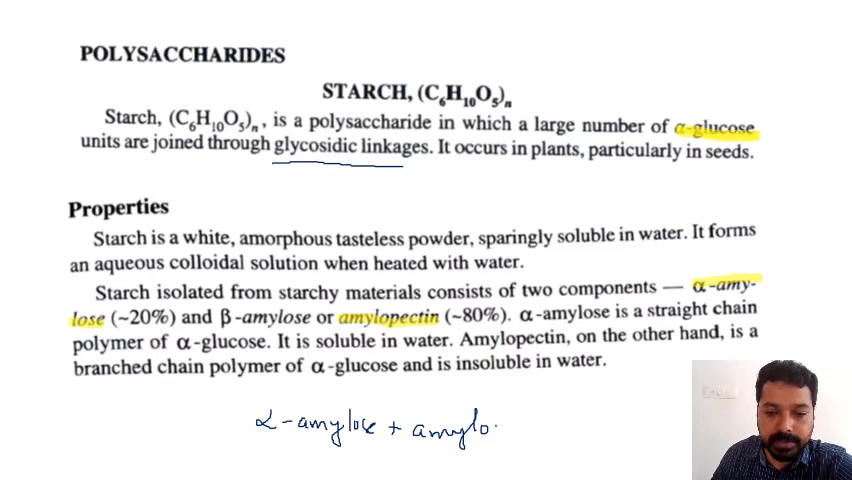 POLYSACCHARIDES
STARCH, (C₆H₁₀O₅)ₙ
Starch, (C₆H₁₀O₅)ₙ, is a polysaccharide in which a large number of α-glucose
units are joined through glycosidic linkages. It occurs in plants, particularly in seeds.
Properties
Starch is a white, amorphous tasteless powder, sparingly soluble in water. It forms
an aqueous colloidal solution when heated with water.
Starch isolated from starchy materials consists of two components — α-amy-
lose (~20%) and β-amylose or amylopectin (~80%). α-amylose is a straight chain
polymer of α-glucose. It is soluble in water. Amylopectin, on the other hand, is a
branched chain polymer of α-glucose and is insoluble in water.
α-amylose + amylo